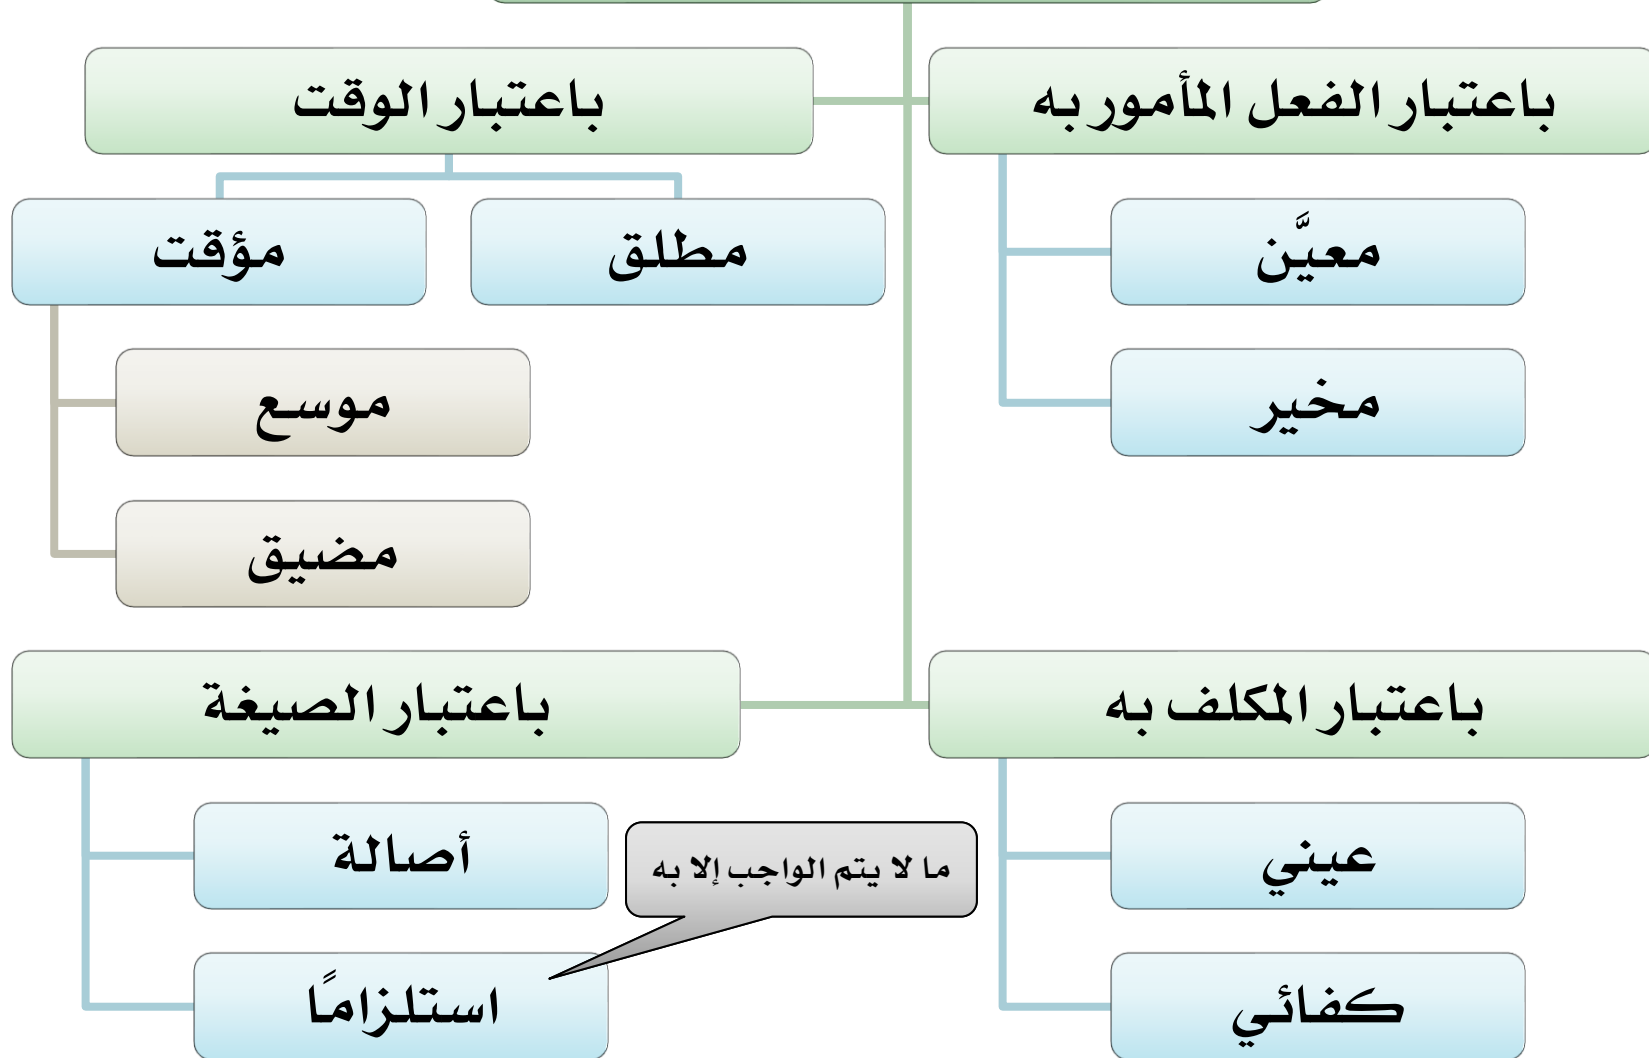 باعتبار الفعل المأمور به
معيَّن
مخير
باعتبار الوقت
مطلق
مؤقت
موسع
مضيق
باعتبار المكلف به
عيني
كفائي
باعتبار الصيغة
أصالة
ما لا يتم الواجب إلا به
استلزامًا